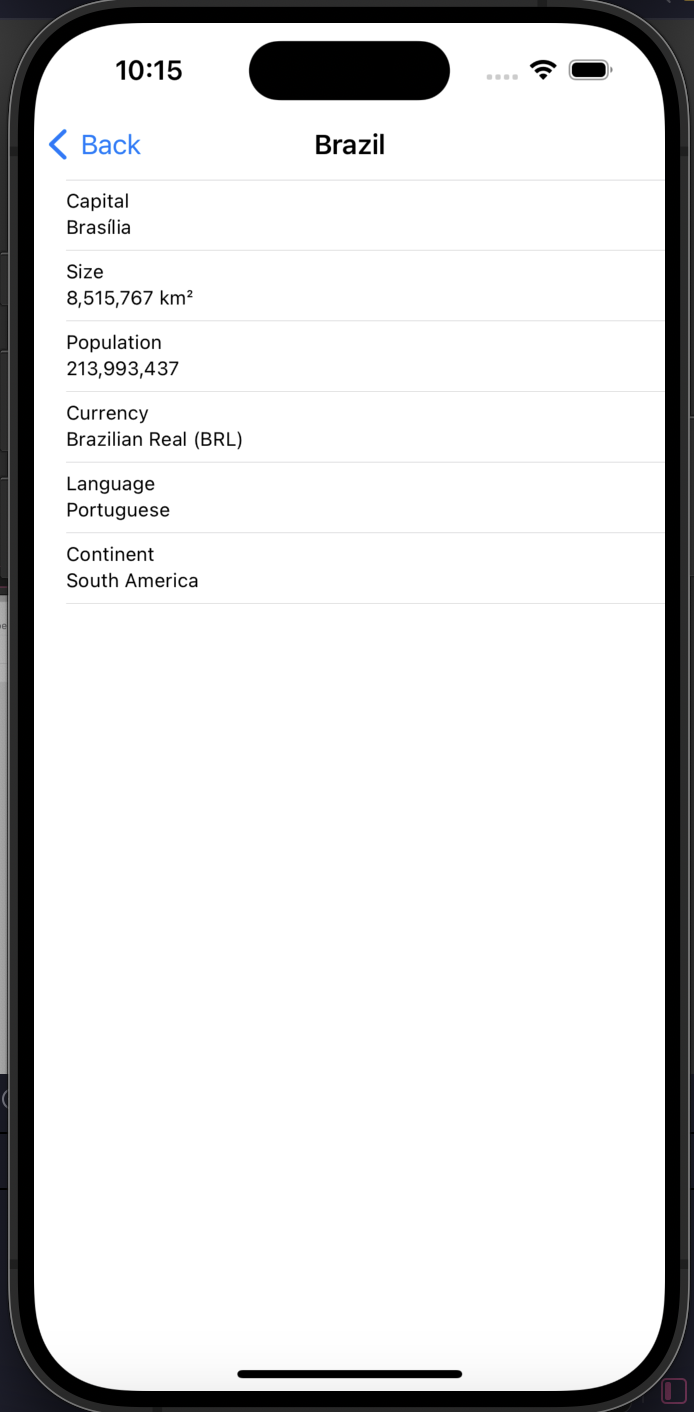 10:15
Back
Brazil
Capital
Brasília
Size
8,515,767 km²
Population
213,993,437
Currency
Brazilian Real (BRL)
Language
Portuguese
Continent
South America